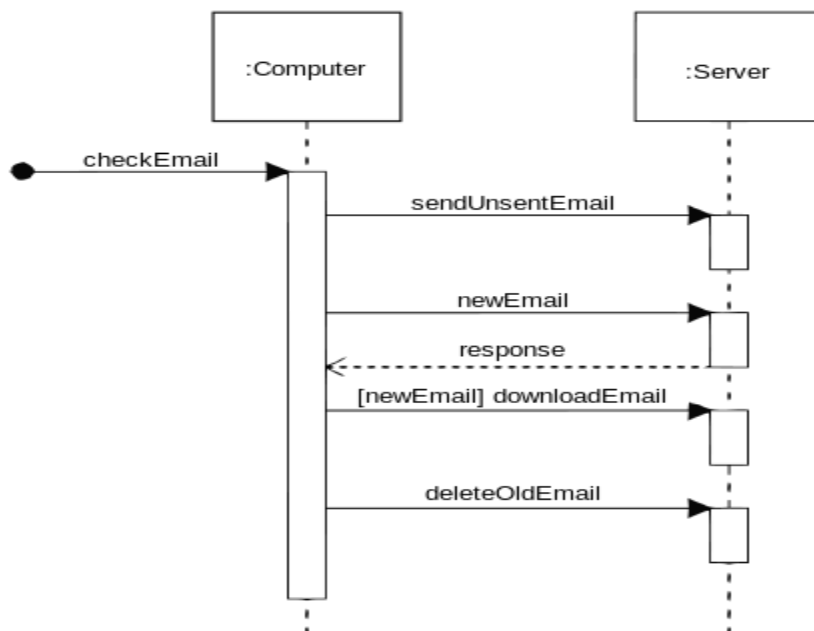 :Computer
:Server
checkEmail
sendUnsentEmail
newEmail
response
[newEmail] downloadEmail
deleteOldEmail